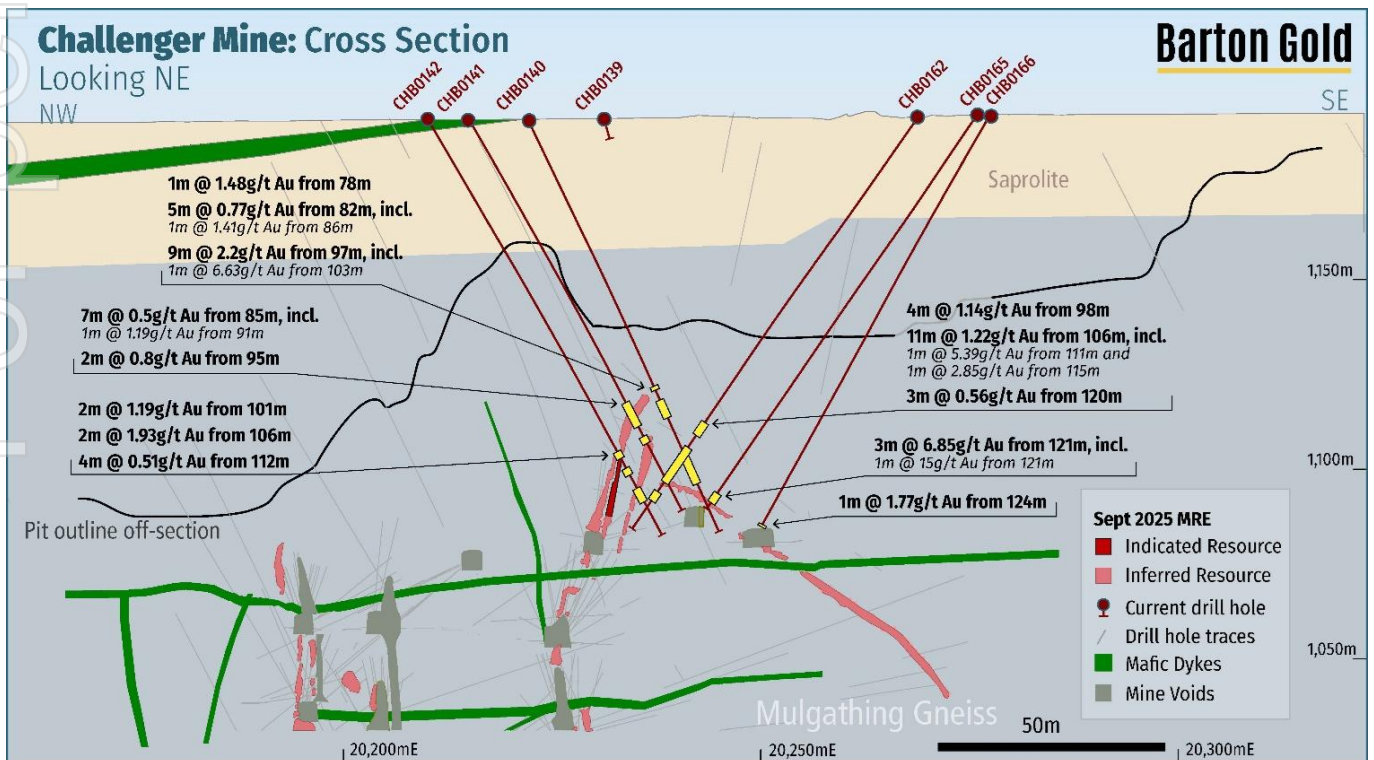 Challenger Mine: Cross Section
Looking NE
NW
Barton Gold
SE
CHB0142
CHB0141
CHB0140
CHB0139
CHB0162
CHB0165
CHB0166
Saprolite
1m @ 1.48g/t Au from 78m
5m @ 0.77g/t Au from 82m, incl.
1m @ 1.41g/t Au from 86m
9m @ 2.2g/t Au from 97m, incl.
1m @ 6.63g/t Au from 103m
7m @ 0.5g/t Au from 85m, incl.
1m @ 1.19g/t Au from 91m
2m @ 0.8g/t Au from 95m
2m @ 1.19g/t Au from 101m
2m @ 1.93g/t Au from 106m
4m @ 0.51g/t Au from 112m
Pit outline off-section
1,150m
4m @ 1.14g/t Au from 98m
11m @ 1.22g/t Au from 106m, incl.
1m @ 5.39g/t Au from 111m and
1m @ 2.85g/t Au from 115m
3m @ 0.56g/t Au from 120m
3m @ 6.85g/t Au from 121m, incl.
1m @ 15g/t Au from 121m
1,100m
1m @ 1.77g/t Au from 124m
Sept 2025 MRE
Indicated Resource
Inferred Resource
Current drill hole
Drill hole traces
Mafic Dykes
Mine Voids
1,050m
Mulgathing Gneiss
50m
20,200mE
20,250mE
20,300mE